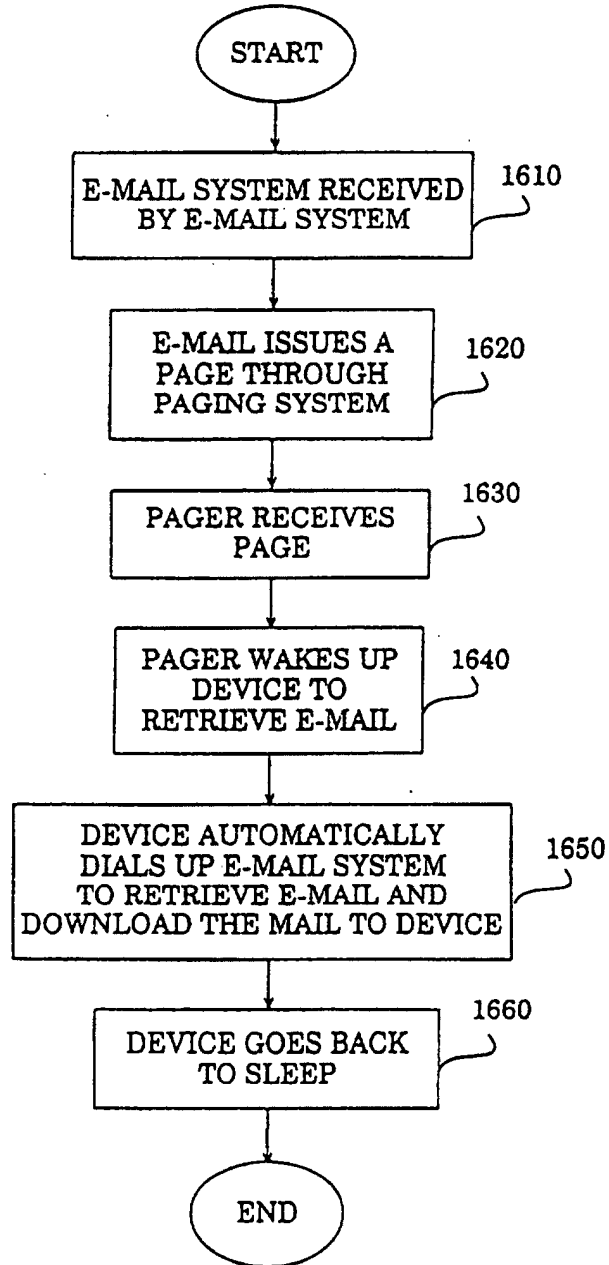 START
E-MAIL SYSTEM RECEIVED
BY E-MAIL SYSTEM
1610
E-MAIL ISSUES A
PAGE THROUGH
PAGING SYSTEM
1620
PAGER RECEIVES
PAGE
1630
PAGER WAKES UP
DEVICE TO
RETRIEVE E-MAIL
1640
DEVICE AUTOMATICALLY
DIALS UP E-MAIL SYSTEM
TO RETRIEVE E-MAIL AND
DOWNLOAD THE MAIL TO DEVICE
1650
DEVICE GOES BACK
TO SLEEP
1660
END